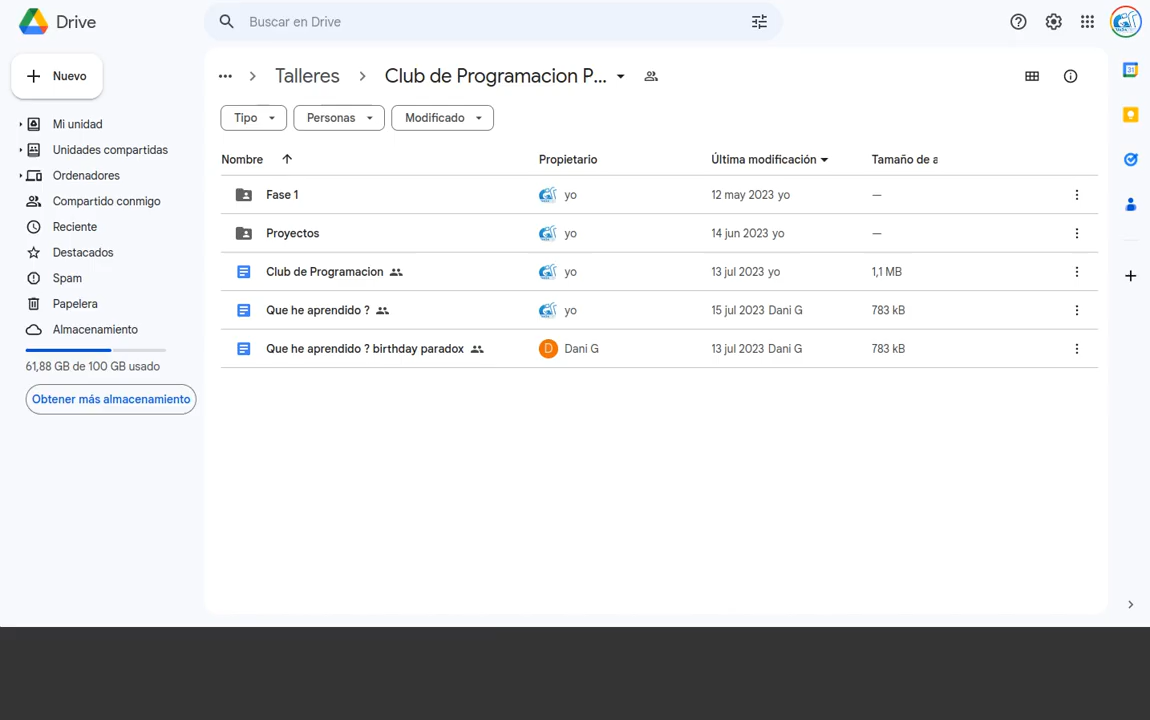 Drive
Buscar en Drive
Nuevo
Mi unidad
Unidades compartidas
Ordenadores
Compartido conmigo
Reciente
Destacados
Spam
Papelera
Almacenamiento
61,88 GB de 100 GB usado
Obtener más almacenamiento
... Talleres Club de Programacion P...
Tipo Personas Modificado
Nombre Propietario Última modificación Tamaño de a
Fase 1 yo 12 may 2023 yo —
Proyectos yo 14 jun 2023 yo —
Club de Programacion yo 13 jul 2023 yo 1,1 MB
Que he aprendido ? yo 15 jul 2023 Dani G 783 kB
Que he aprendido ? birthday paradox D Dani G 13 jul 2023 Dani G 783 kB
31